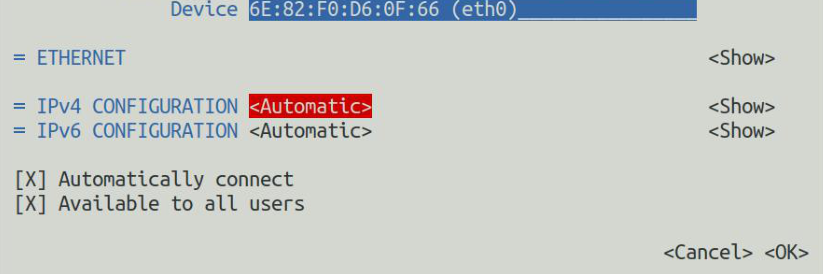 Device 6E:82:F0:D6:0F:66 (eth0)____________________
= ETHERNET <Show>
= IPv4 CONFIGURATION <Automatic> <Show>
= IPv6 CONFIGURATION <Automatic> <Show>
[X] Automatically connect
[X] Available to all users
<Cancel> <OK>